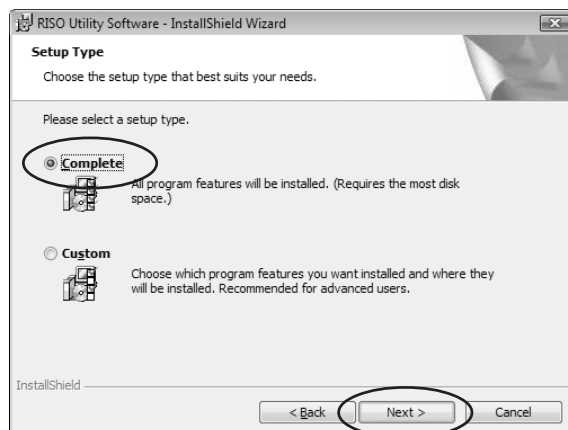 RISO Utility Software - InstallShield Wizard
Setup Type
Choose the setup type that best suits your needs.
Please select a setup type.
Complete
All program features will be installed. (Requires the most disk
space.)
Custom
Choose which program features you want installed and where they
will be installed. Recommended for advanced users.
InstallShield
< Back Next > Cancel